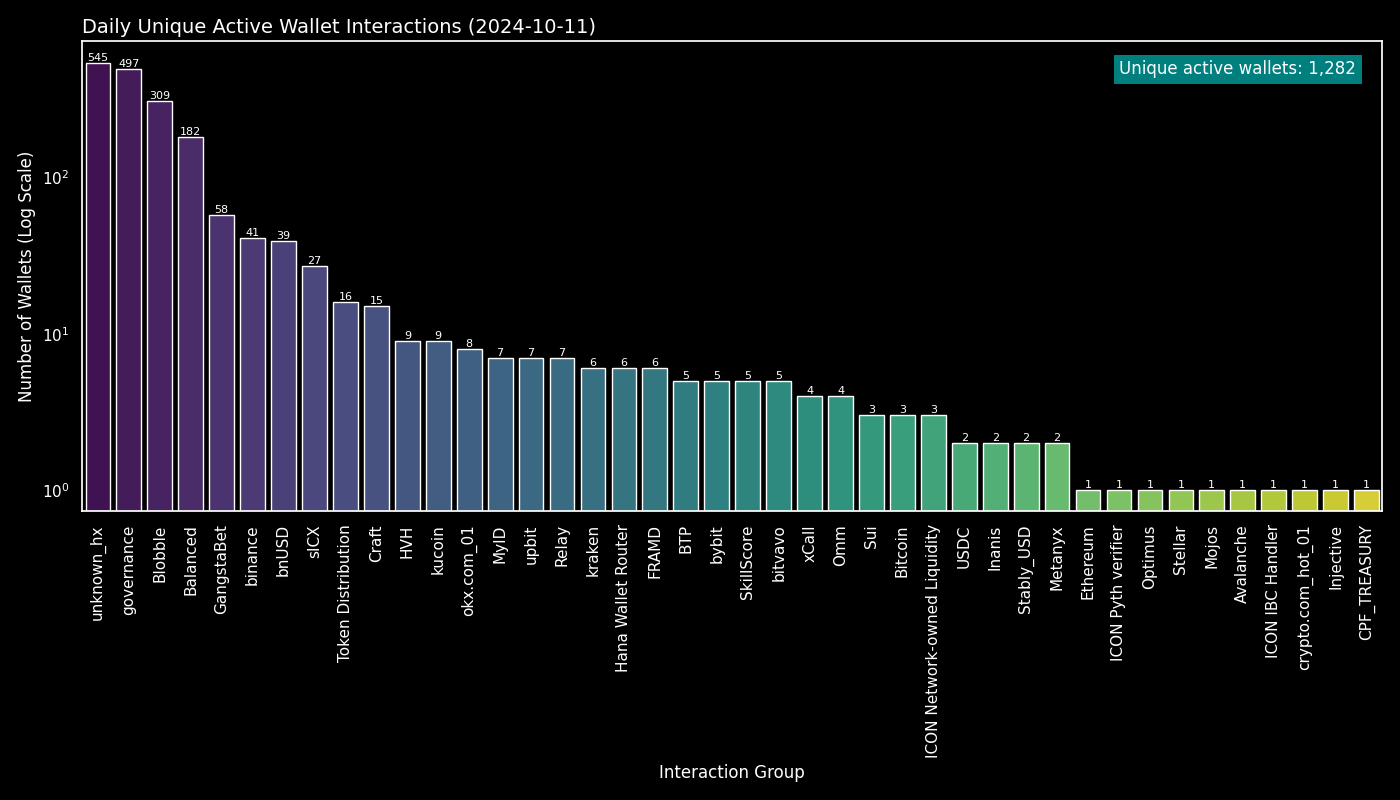 Daily Unique Active Wallet Interactions (2024-10-11)
Unique active wallets: 1,282
Number of Wallets (Log Scale)
10²
10¹
10⁰
545
497
309
182
58
41
39
27
16
15
9
9
8
7
7
7
6
6
6
5
5
5
5
4
4
3
3
3
2
2
2
2
1
1
1
1
1
1
1
1
1
1
unknown_hx
governance
Blobble
Balanced
GangstaBet
binance
bnUSD
sICX
Token Distribution
Craft
HVH
kucoin
okx.com_01
MyID
upbit
Relay
kraken
Hana Wallet Router
FRAMD
BTP
bybit
SkillScore
bitvavo
xCall
Omm
Sui
Bitcoin
ICON Network-owned Liquidity
USDC
Inanis
Stably_USD
Metanyx
Ethereum
ICON Pyth verifier
Optimus
Stellar
Mojos
Avalanche
ICON IBC Handler
crypto.com_hot_01
Injective
CPF_TREASURY
Interaction Group